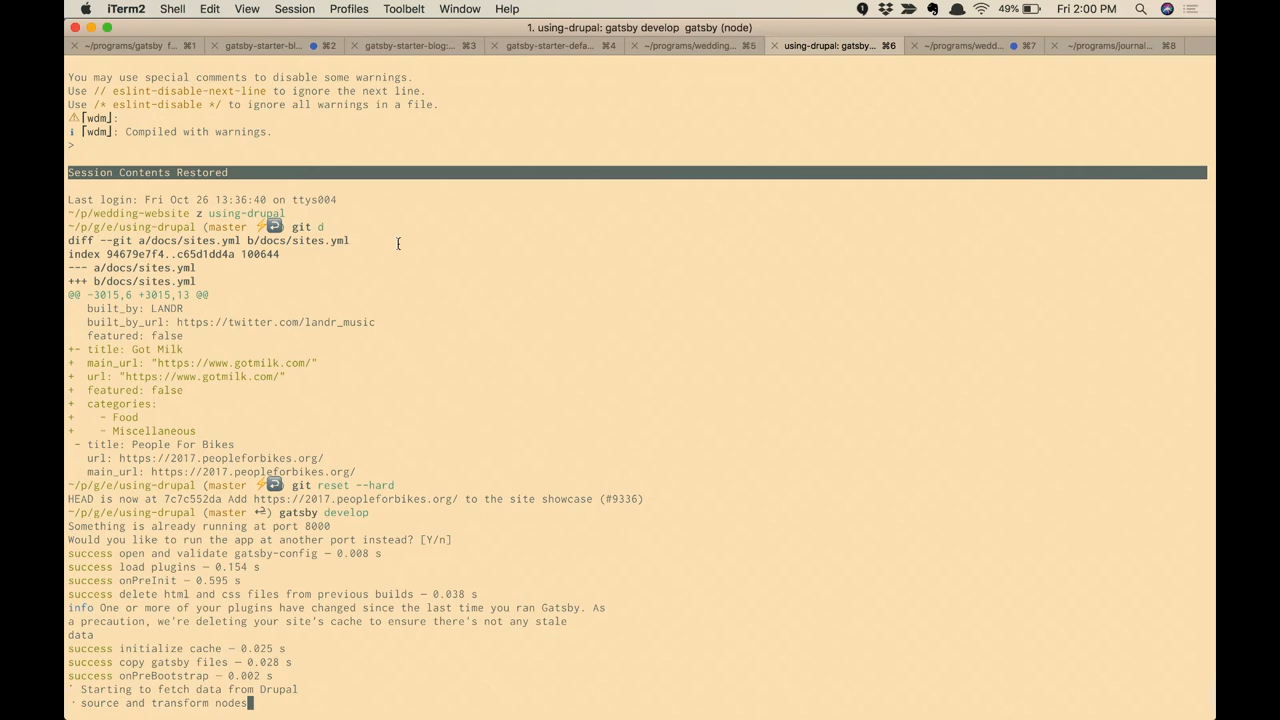 iTerm2 Shell Edit View Session Profiles Toolbelt Window Help 49% Fri 2:00 PM
1. using-drupal: gatsby develop gatsby (node)
~/programs/gatsby f... ⌘1 gatsby-starter-bl... ⌘2 gatsby-starter-blog:... ⌘3 gatsby-starter-defa... ⌘4 ~/programs/wedding... ⌘5 using-drupal: gatsby... ⌘6 ~/programs/wedd... ⌘7 ~/programs/journal... ⌘8
You may use special comments to disable some warnings.
Use // eslint-disable-next-line to ignore the next line.
Use /* eslint-disable */ to ignore all warnings in a file.
⚠ ｢wdm｣:
ℹ ｢wdm｣: Compiled with warnings.
>
Session Contents Restored
Last login: Fri Oct 26 13:36:40 on ttys004
~/p/wedding-website z using-drupal
~/p/g/e/using-drupal (master ⚡↩) git d
diff --git a/docs/sites.yml b/docs/sites.yml
index 94679e7f4..c65d1dd4a 100644
--- a/docs/sites.yml
+++ b/docs/sites.yml
@@ -3015,6 +3015,13 @@
built_by: LANDR
built_by_url: https://twitter.com/landr_music
featured: false
+- title: Got Milk
+ main_url: "https://www.gotmilk.com/"
+ url: "https://www.gotmilk.com/"
+ featured: false
+ categories:
+ - Food
+ - Miscellaneous
- title: People For Bikes
url: https://2017.peopleforbikes.org/
main_url: https://2017.peopleforbikes.org/
~/p/g/e/using-drupal (master ⚡↩) git reset --hard
HEAD is now at 7c7c552da Add https://2017.peopleforbikes.org/ to the site showcase (#9336)
~/p/g/e/using-drupal (master ↩) gatsby develop
Something is already running at port 8000
Would you like to run the app at another port instead? [Y/n]
success open and validate gatsby-config — 0.008 s
success load plugins — 0.154 s
success onPreInit — 0.595 s
success delete html and css files from previous builds — 0.038 s
info One or more of your plugins have changed since the last time you ran Gatsby. As
a precaution, we're deleting your site's cache to ensure there's not any stale
data
success initialize cache — 0.025 s
success copy gatsby files — 0.028 s
success onPreBootstrap — 0.002 s
Starting to fetch data from Drupal
source and transform nodes